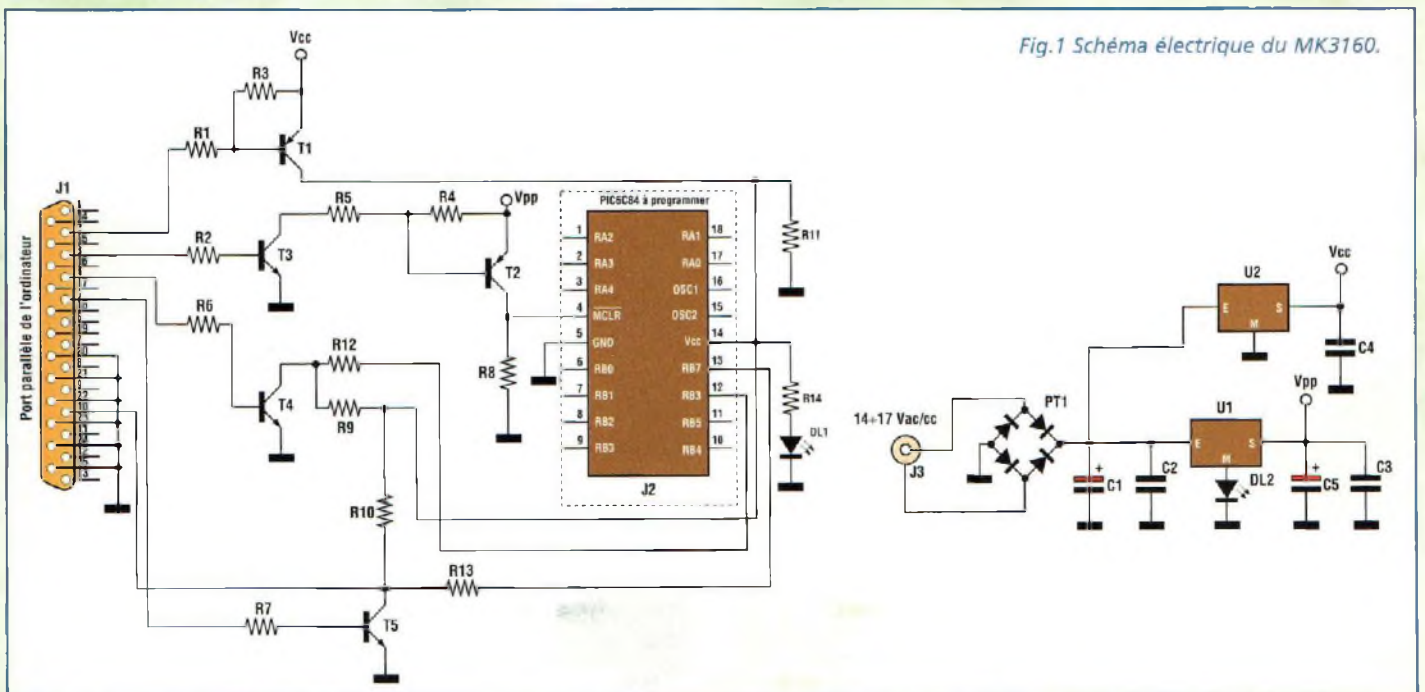 Fig.1 Schéma électrique du MK3160.
Vcc
R3
R1
T1
J1
Port parallèle de l'ordinateur
R5
R4
Vpp
R2
T3
T2
R6
R8
R12
T4
R9
R10
R13
R7
T5
PIC6C84 à programmer
1 RA2
2 RA3
3 RA4
4 MCLR
5 GND
6 RB0
7 RB1
8 RB2
9 RB3
RA1 18
RA0 17
OSC1 16
OSC2 15
Vcc 14
RB7 13
RB3 12
RB5 11
RB4 10
J2
R11
R14
DL1
14÷17 Vac/cc
J3
PT1
C1
+
C2
U2
E
S
M
Vcc
C4
U1
E
S
M
DL2
Vpp
+
C5
C3